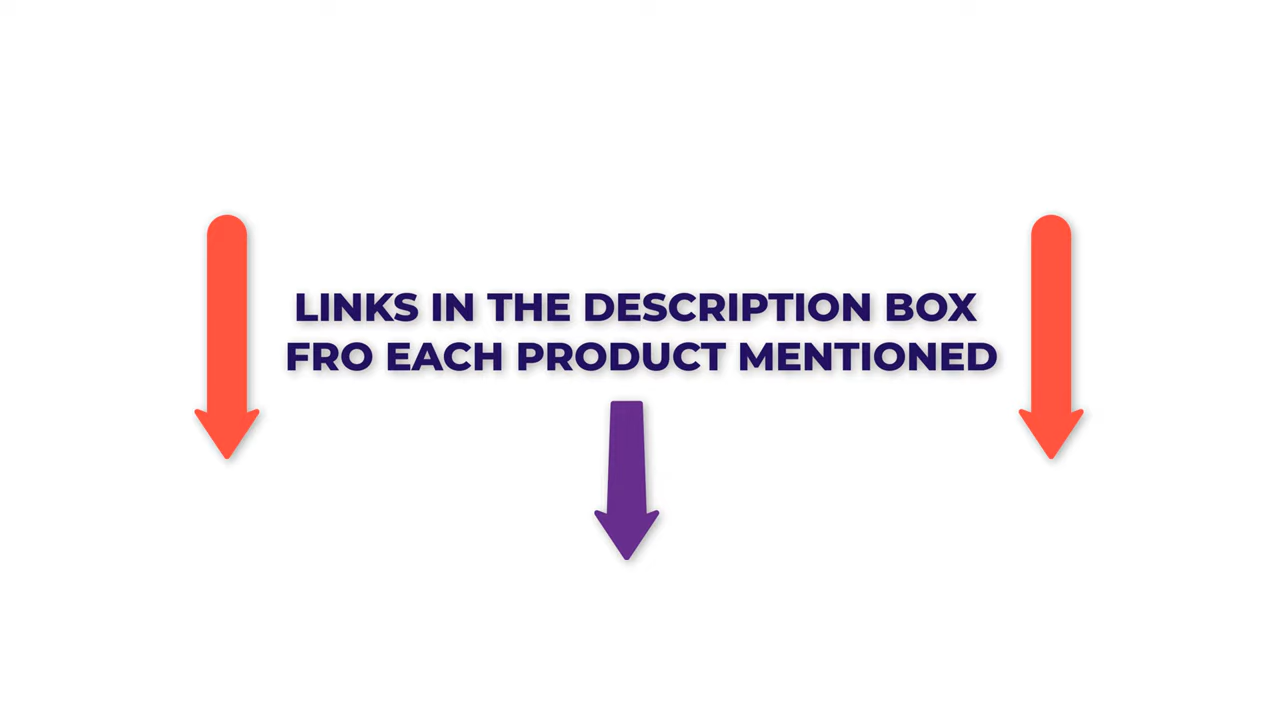 LINKS IN THE DESCRIPTION BOX
FRO EACH PRODUCT MENTIONED